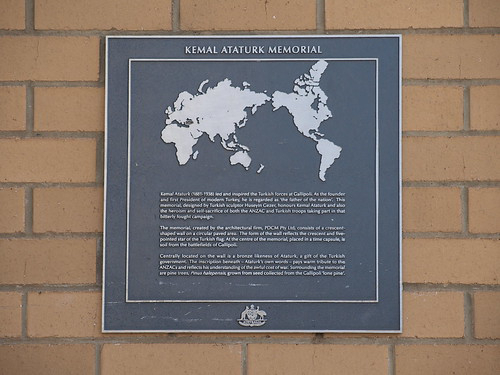 KEMAL ATATURK MEMORIAL
Kemal Ataturk (1881-1938) led and inspired the Turkish forces at Gallipoli. As the founder
and first President of modern Turkey, he is regarded as 'the father of the nation'. This
memorial, designed by Turkish sculptor Huseyin Gezer, honours Kemal Ataturk and also
the heroism and self-sacrifice of both the ANZAC and Turkish troops taking part in that
bitterly fought campaign.
The memorial, created by the architectural firm, PDCM Pty Ltd, consists of a crescent-
shaped wall on a circular paved area. The form of the wall reflects the crescent and five-
pointed star of the Turkish flag. At the centre of the memorial, placed in a time capsule, is
soil from the battlefields of Gallipoli.
Centrally located on the wall is a bronze likeness of Ataturk, a gift of the Turkish
government. The inscription beneath - Ataturk's own words - pays warm tribute to the
ANZACs and reflects his understanding of the awful cost of war. Surrounding the memorial
are pine trees, Pinus halepensis, grown from seed collected from the Gallipoli 'lone pine'.